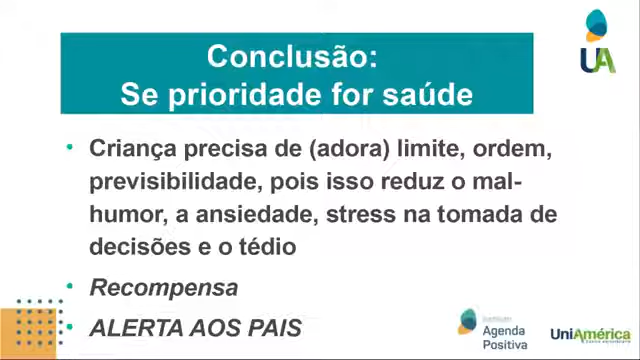 Conclusão:
Se prioridade for saúde
UA
• Criança precisa de (adora) limite, ordem,
previsibilidade, pois isso reduz o mal-
humor, a ansiedade, stress na tomada de
decisões e o tédio
• Recompensa
• ALERTA AOS PAIS
Agenda
Positiva
UniAmérica